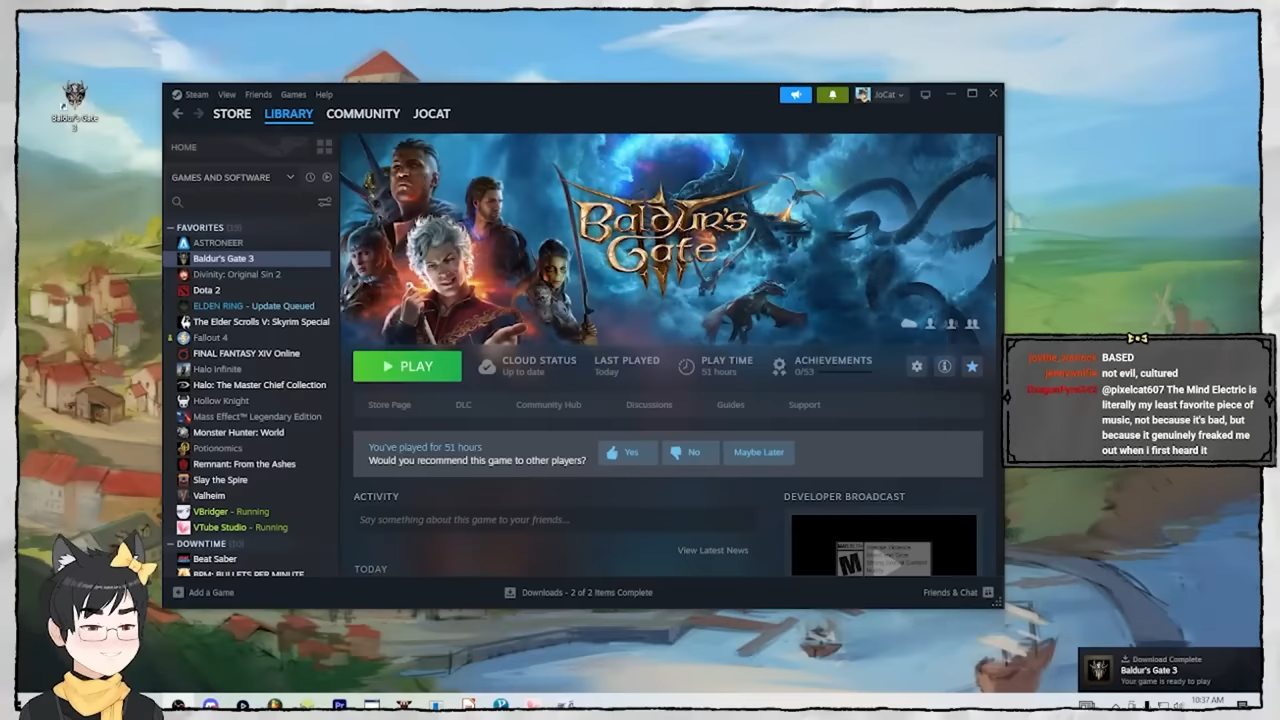 Baldur's Gate
3
Steam View Friends Games Help
JoCat
STORE LIBRARY COMMUNITY JOCAT
HOME
GAMES AND SOFTWARE
FAVORITES
ASTRONEER
Baldur's Gate 3
Divinity: Original Sin 2
Dota 2
ELDEN RING - Update Queued
The Elder Scrolls V: Skyrim Special
Fallout 4
FINAL FANTASY XIV Online
Halo Infinite
Halo: The Master Chief Collection
Hollow Knight
Mass Effect™ Legendary Edition
Monster Hunter: World
Potionomics
Remnant: From the Ashes
Slay the Spire
Valheim
VBridger - Running
VTube Studio - Running
DOWNTIME
Beat Saber
BPM: BULLETS PER MINUTE
Add a Game
Baldur's
Gate
PLAY
CLOUD STATUS
Up to date
LAST PLAYED
Today
PLAY TIME
51 hours
ACHIEVEMENTS
0/53
Store Page DLC Community Hub Discussions Guides Support
You've played for 51 hours
Would you recommend this game to other players?
Yes No Maybe Later
ACTIVITY
Say something about this game to your friends...
View Latest News
TODAY
DEVELOPER BROADCAST
M
Downloads - 2 of 2 Items Complete
Friends & Chat
BASED
not evil, cultured
@pixelcat607 The Mind Electric is
literally my least favorite piece of
music, not because it's bad, but
because it genuinely freaked me
out when i first heard it
Download Complete
Baldur's Gate 3
Your game is ready to play
10:37 AM